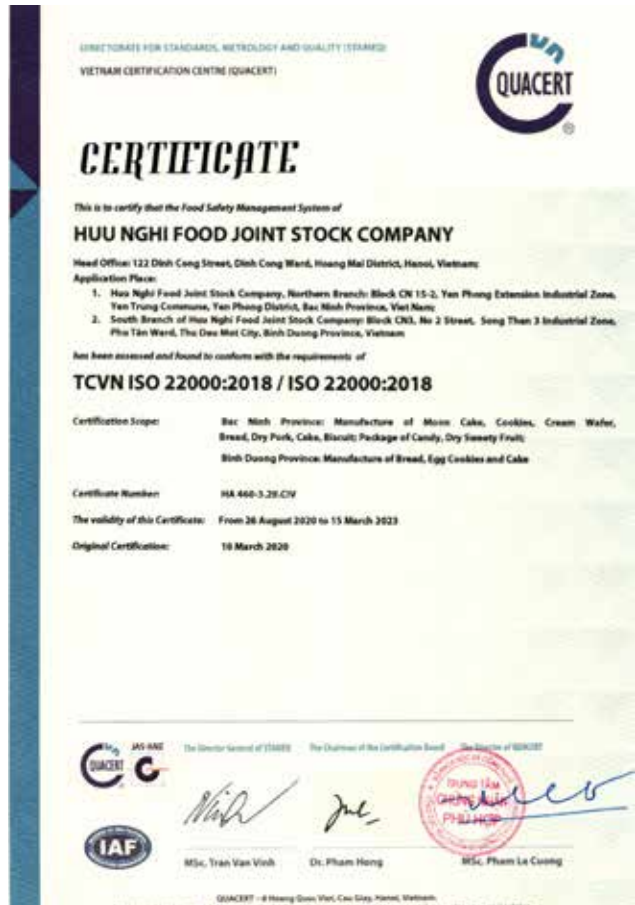 DIRECTORATE FOR STANDARDS, METROLOGY AND QUALITY (STAMEQ)
VIETNAM CERTIFICATION CENTRE (QUACERT)
QUACERT
®
CERTIFICATE
This is to certify that the Food Safety Management System of
HUU NGHI FOOD JOINT STOCK COMPANY
Head Office: 122 Dinh Cong Street, Dinh Cong Ward, Hoang Mai District, Hanoi, Vietnam;
Application Place:
1. Huu Nghi Food Joint Stock Company, Northern Branch: Block CN 15-2, Yen Phong Extension Industrial Zone,
Yen Trung Commune, Yen Phong District, Bac Ninh Province, Viet Nam;
2. South Branch of Huu Nghi Food Joint Stock Company: Block CN3, No 2 Street, Song Than 3 Industrial Zone,
Phu Tân Ward, Thu Dau Mot City, Binh Duong Province, Vietnam
has been assessed and found to conform with the requirements of
TCVN ISO 22000:2018 / ISO 22000:2018
Certification Scope: Bac Ninh Province: Manufacture of Moon Cake, Cookies, Cream Wafer,
Bread, Dry Pork, Cake, Biscuit; Package of Candy, Dry Sweety Fruit;
Binh Duong Province: Manufacture of Bread, Egg Cookies and Cake
Certificate Number: HA 460-3.20.CIV
The validity of this Certificate: From 26 August 2020 to 15 March 2023
Original Certification: 10 March 2020
QUACERT
JAS-ANZ
The Director General of STAMEQ The Chairman of the Certification Board The Director of QUACERT
TRUNG TÂM
CHỨNG NHẬN
PHÙ HỢP
IAF
MSc. Tran Van Vinh Dr. Pham Hong MSc. Pham Le Cuong
QUACERT - 8 Hoang Quoc Viet, Cau Giay, Hanoi, Vietnam.